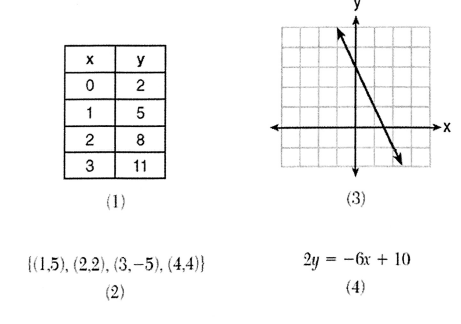 x y
0 2
1 5
2 8
3 11
(1)
y
x
(3)
{(1,5), (2,2), (3,−5), (4,4)}
(2)
2y = −6x + 10
(4)